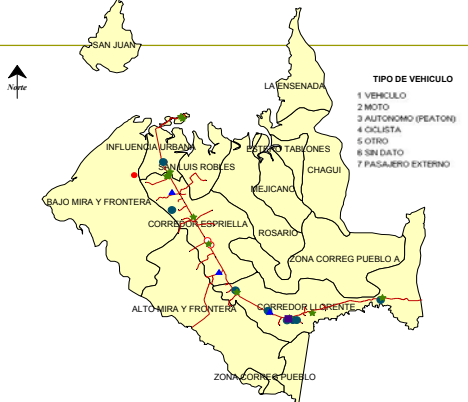 SAN JUAN
Norte
LA ENSENADA
TIPO DE VEHICULO
1 VEHICULO
2 MOTO
3 AUTONOMO (PEATON)
4 CICLISTA
5 OTRO
6 SIN DATO
7 PASAJERO EXTERNO
INFLUENCIA URBANA
ESTERO TABLONES
SAN LUIS ROBLES
CHAGUI
MEJICANO
BAJO MIRA Y FRONTERA
CORREDOR ESPRIELLA
ROSARIO
ZONA CORREG PUEBLO A
ALTO MIRA Y FRONTERA
CORREDOR LLORENTE
ZONA CORREG PUEBLO